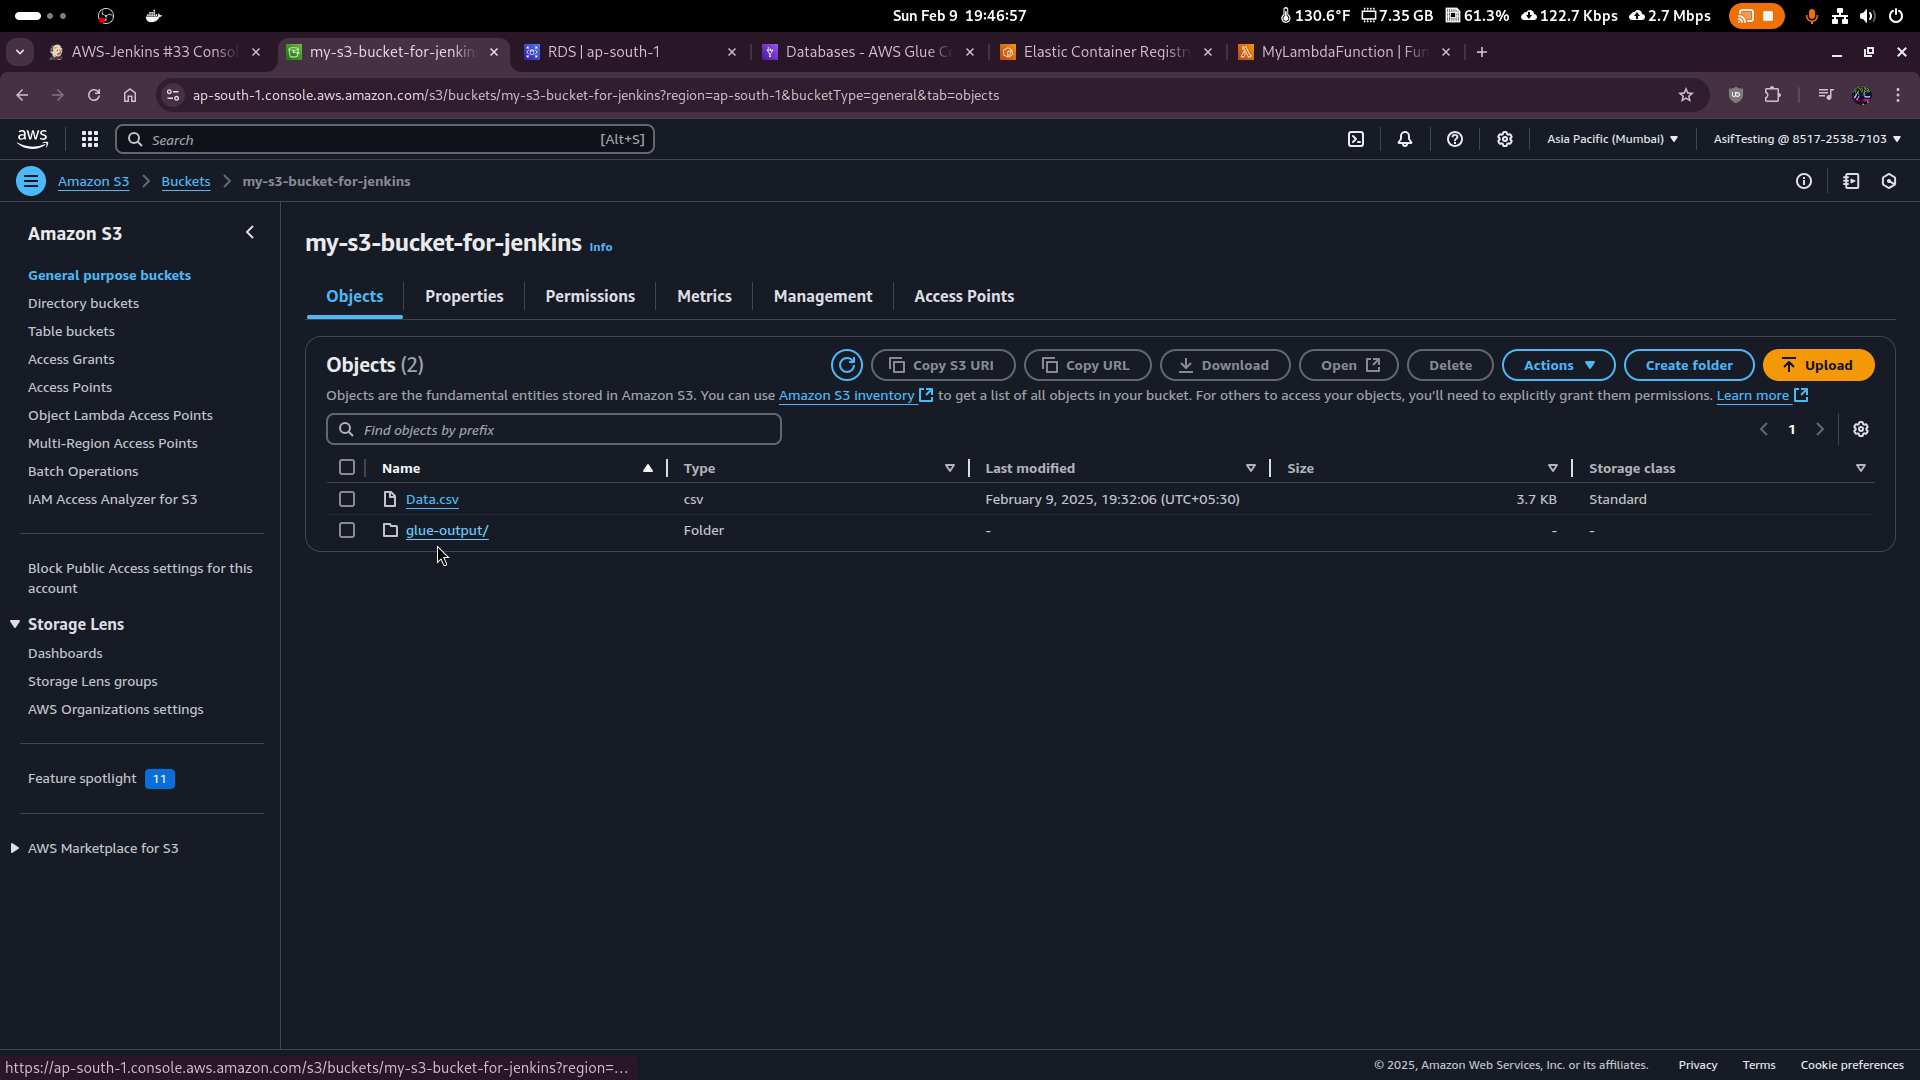 Sun Feb 9 19:46:57
130.6°F 7.35 GB 61.3% 122.7 Kbps 2.7 Mbps
AWS-Jenkins #33 Conso
my-s3-bucket-for-jenkin
RDS | ap-south-1
Databases - AWS Glue C
Elastic Container Registr
MyLambdaFunction | Fun
ap-south-1.console.aws.amazon.com/s3/buckets/my-s3-bucket-for-jenkins?region=ap-south-1&bucketType=general&tab=objects
aws
Search [Alt+S]
Asia Pacific (Mumbai)
AsifTesting @ 8517-2538-7103
Amazon S3
Buckets
my-s3-bucket-for-jenkins
Amazon S3
General purpose buckets
Directory buckets
Table buckets
Access Grants
Access Points
Object Lambda Access Points
Multi-Region Access Points
Batch Operations
IAM Access Analyzer for S3
Block Public Access settings for this
account
Storage Lens
Dashboards
Storage Lens groups
AWS Organizations settings
Feature spotlight 11
AWS Marketplace for S3
my-s3-bucket-for-jenkins Info
Objects Properties Permissions Metrics Management Access Points
Objects (2)
Copy S3 URI Copy URL Download Open Delete Actions Create folder Upload
Objects are the fundamental entities stored in Amazon S3. You can use Amazon S3 Inventory to get a list of all objects in your bucket. For others to access your objects, you'll need to explicitly grant them permissions. Learn more
Find objects by prefix
1
Name Type Last modified Size Storage class
Data.csv csv February 9, 2025, 19:32:06 (UTC+05:30) 3.7 KB Standard
glue-output/ Folder - - -
https://ap-south-1.console.aws.amazon.com/s3/buckets/my-s3-bucket-for-jenkins?region=...
© 2025, Amazon Web Services, Inc. or its affiliates. Privacy Terms Cookie preferences